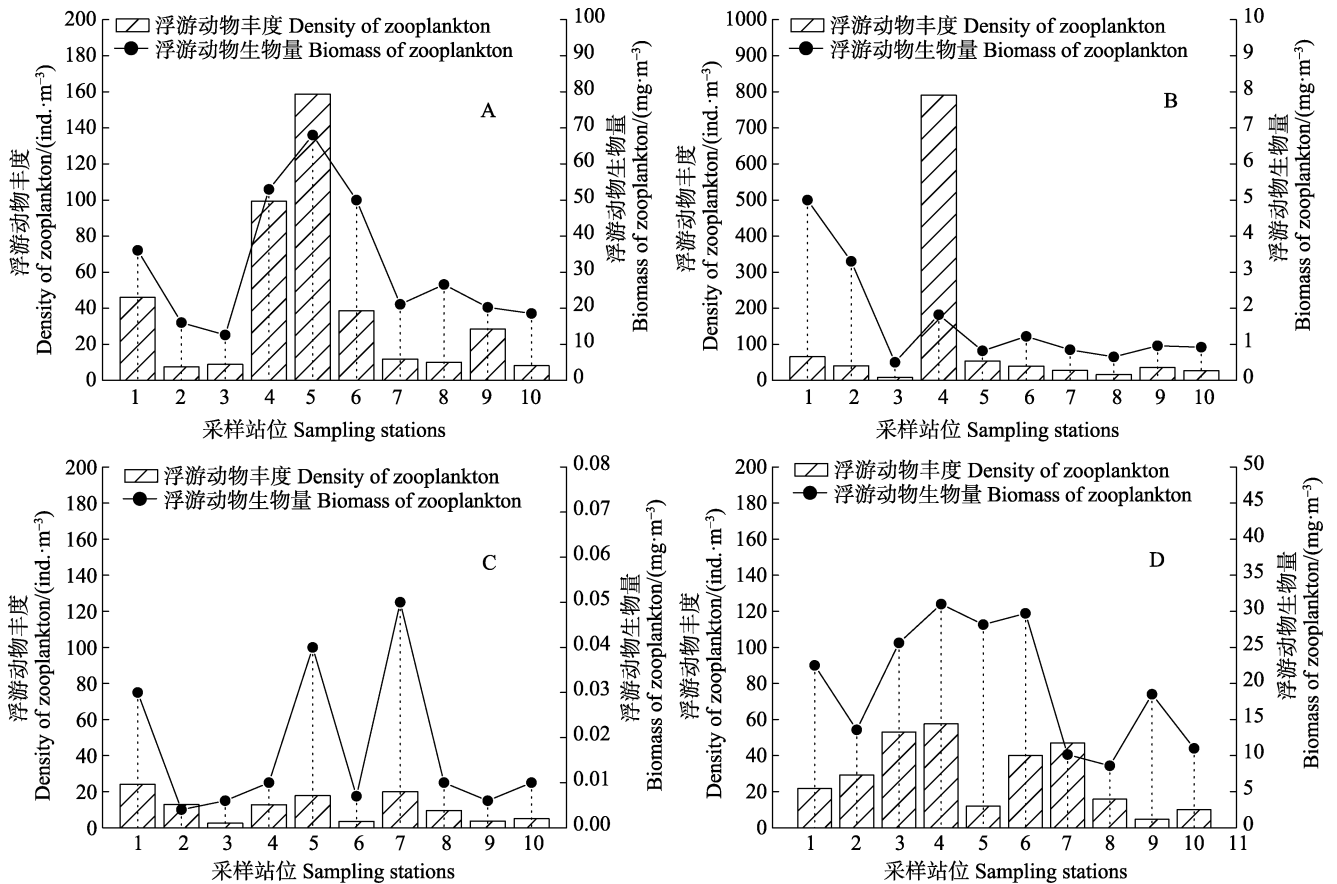 浮游动物丰度 Density of zooplankton
浮游动物生物量 Biomass of zooplankton
A
浮游动物丰度
Density of zooplankton/(ind.·m⁻³)
200
180
160
140
120
100
80
60
40
20
0
100
90
80
70
60
50
40
30
20
10
0
浮游动物生物量
Biomass of zooplankton/(mg·m⁻³)
1 2 3 4 5 6 7 8 9 10
采样站位 Sampling stations
浮游动物丰度 Density of zooplankton
浮游动物生物量 Biomass of zooplankton
B
浮游动物丰度
Density of zooplankton/(ind.·m⁻³)
1000
900
800
700
600
500
400
300
200
100
0
10
9
8
7
6
5
4
3
2
1
0
浮游动物生物量
Biomass of zooplankton/(mg·m⁻³)
1 2 3 4 5 6 7 8 9 10
采样站位 Sampling stations
浮游动物丰度 Density of zooplankton
浮游动物生物量 Biomass of zooplankton
C
浮游动物丰度
Density of zooplankton/(ind.·m⁻³)
200
180
160
140
120
100
80
60
40
20
0
0.08
0.07
0.06
0.05
0.04
0.03
0.02
0.01
0.00
浮游动物生物量
Biomass of zooplankton/(mg·m⁻³)
1 2 3 4 5 6 7 8 9 10
采样站位 Sampling stations
浮游动物丰度 Density of zooplankton
浮游动物生物量 Biomass of zooplankton
D
浮游动物丰度
Density of zooplankton/(ind.·m⁻³)
200
180
160
140
120
100
80
60
40
20
0
50
45
40
35
30
25
20
15
10
5
0
浮游动物生物量
Biomass of zooplankton/(mg·m⁻³)
1 2 3 4 5 6 7 8 9 10 11
采样站位 Sampling stations